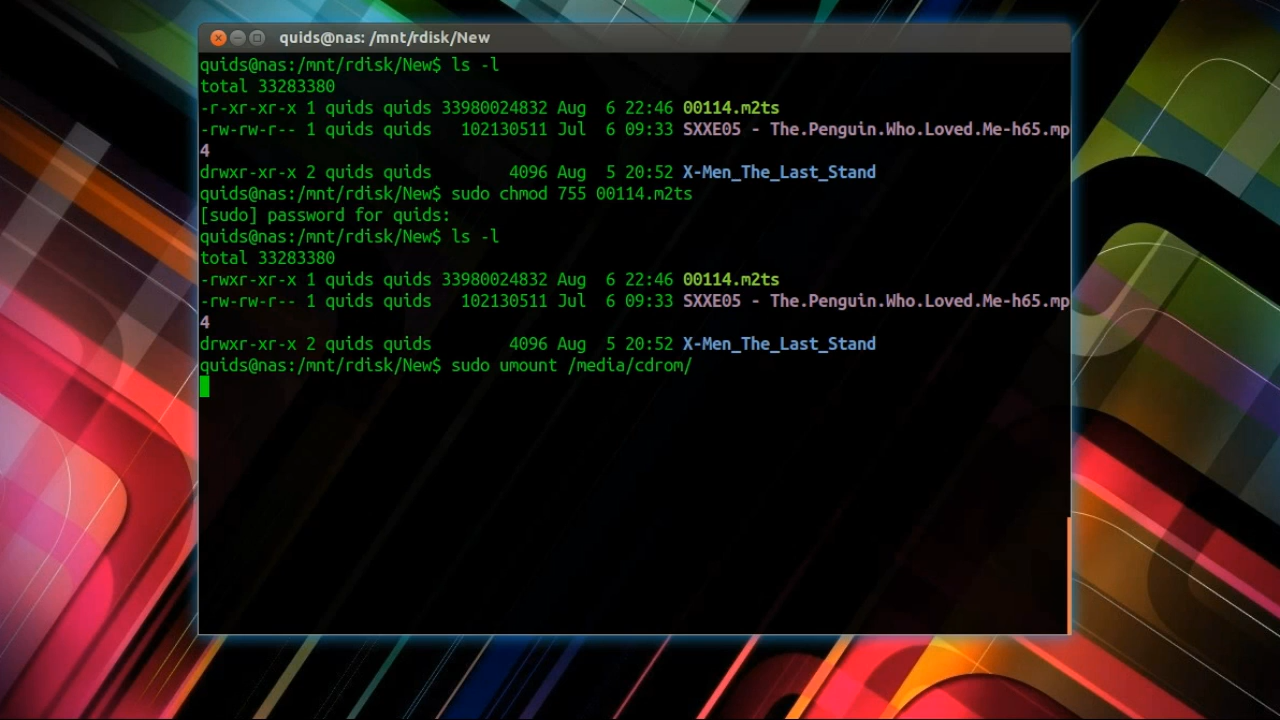 quids@nas: /mnt/rdisk/New
quids@nas:/mnt/rdisk/New$ ls -l
total 33283380
-r-xr-xr-x 1 quids quids 33980024832 Aug  6 22:46 00114.m2ts
-rw-rw-r-- 1 quids quids   102130511 Jul  6 09:33 SXXE05 - The.Penguin.Who.Loved.Me-h65.mp
4
drwxr-xr-x 2 quids quids        4096 Aug  5 20:52 X-Men_The_Last_Stand
quids@nas:/mnt/rdisk/New$ sudo chmod 755 00114.m2ts
[sudo] password for quids:
quids@nas:/mnt/rdisk/New$ ls -l
total 33283380
-rwxr-xr-x 1 quids quids 33980024832 Aug  6 22:46 00114.m2ts
-rw-rw-r-- 1 quids quids   102130511 Jul  6 09:33 SXXE05 - The.Penguin.Who.Loved.Me-h65.mp
4
drwxr-xr-x 2 quids quids        4096 Aug  5 20:52 X-Men_The_Last_Stand
quids@nas:/mnt/rdisk/New$ sudo umount /media/cdrom/